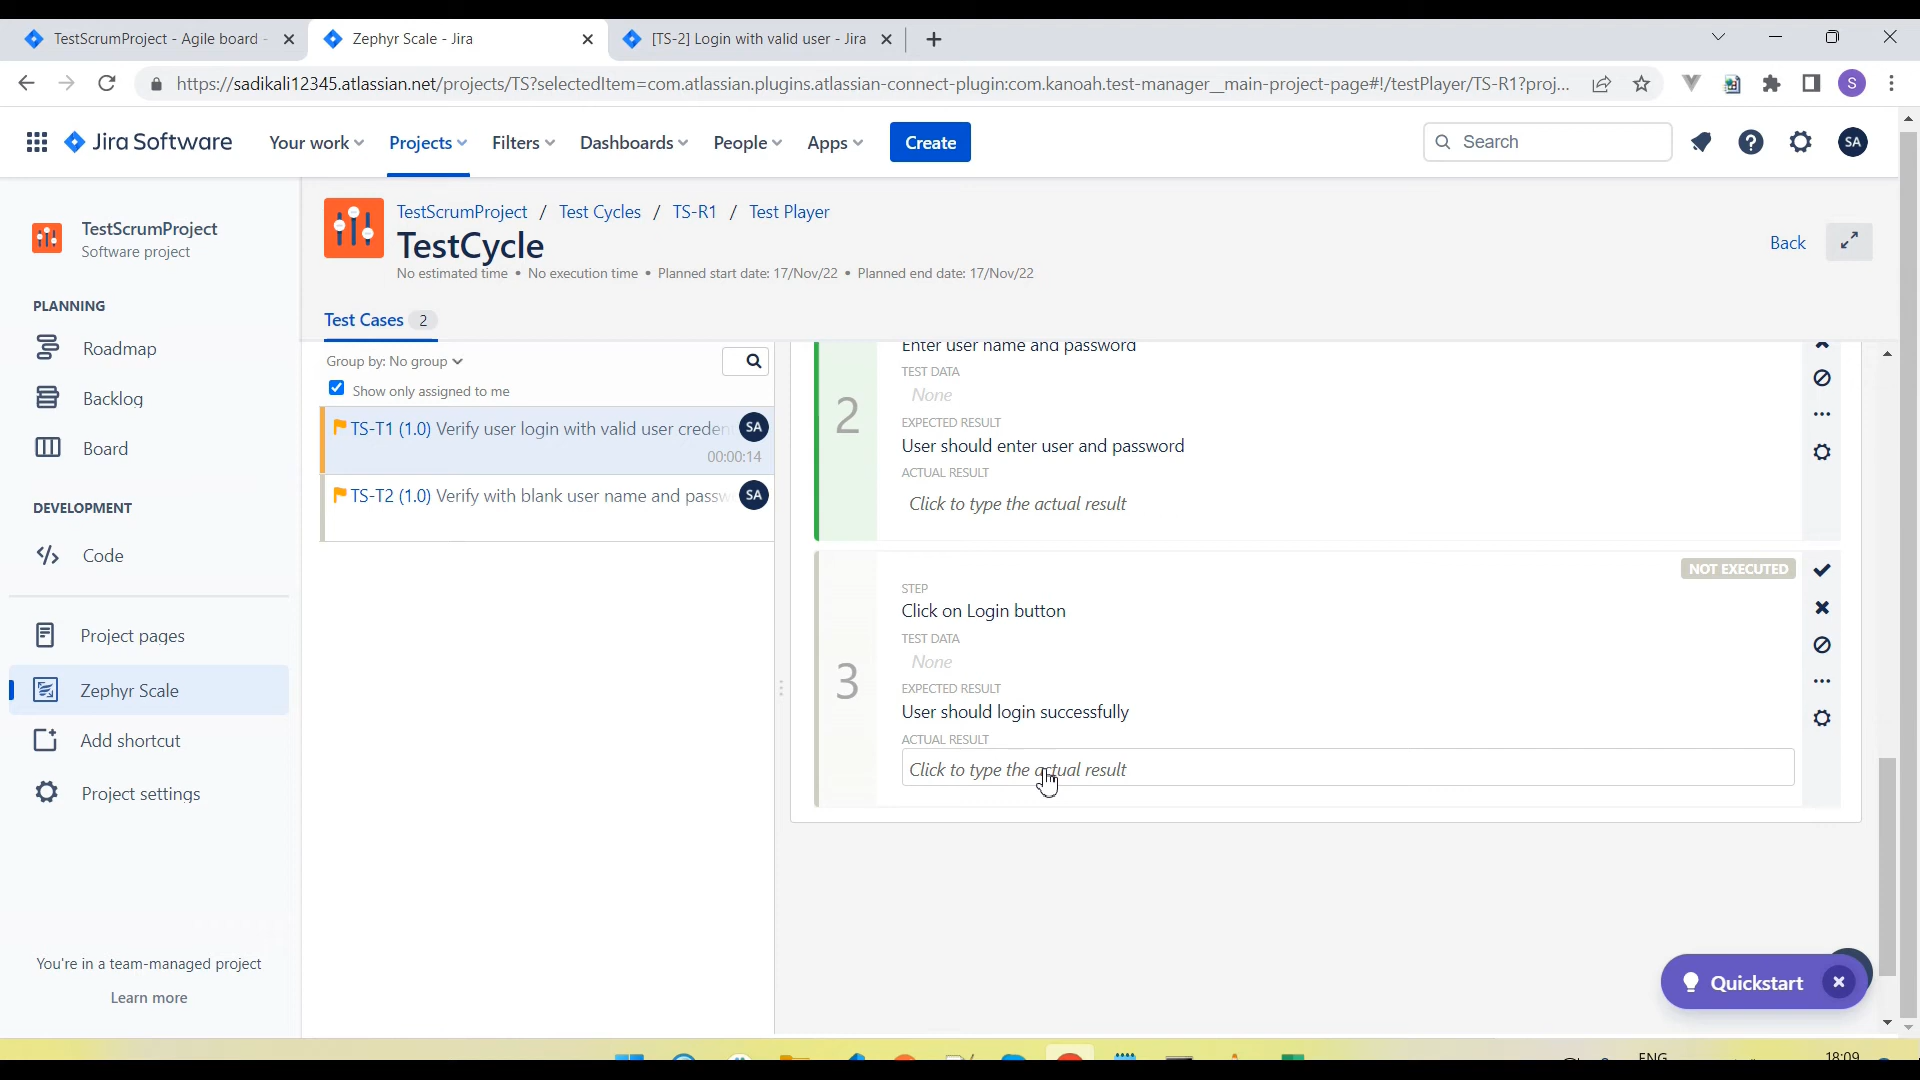 TestScrumProject - Agile board -
Zephyr Scale - Jira
[TS-2] Login with valid user - Jira
https://sadikali12345.atlassian.net/projects/TS?selectedItem=com.atlassian.plugins.atlassian-connect-plugin:com.kanoah.test-manager__main-project-page#!/testPlayer/TS-R1?proj...
S
Jira Software
Your work
Projects
Filters
Dashboards
People
Apps
Create
Search
SA
TestScrumProject
Software project
PLANNING
Roadmap
Backlog
Board
DEVELOPMENT
Code
Project pages
Zephyr Scale
Add shortcut
Project settings
You're in a team-managed project
Learn more
TestScrumProject / Test Cycles / TS-R1 / Test Player
TestCycle
No estimated time • No execution time • Planned start date: 17/Nov/22 • Planned end date: 17/Nov/22
Back
Test Cases 2
Group by: No group
Show only assigned to me
TS-T1 (1.0) Verify user login with valid user creden
SA
00:00:14
TS-T2 (1.0) Verify with blank user name and passw
SA
2
Enter user name and password
TEST DATA
None
EXPECTED RESULT
User should enter user and password
ACTUAL RESULT
Click to type the actual result
NOT EXECUTED
3
STEP
Click on Login button
TEST DATA
None
EXPECTED RESULT
User should login successfully
ACTUAL RESULT
Click to type the actual result
Quickstart
ENG
18:09